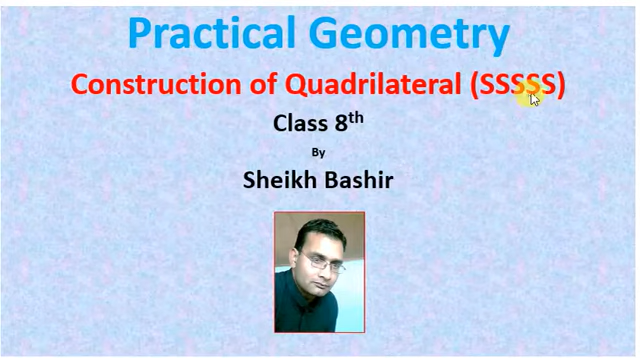 Practical Geometry
Construction of Quadrilateral (SSSSS)
Class 8th
By
Sheikh Bashir